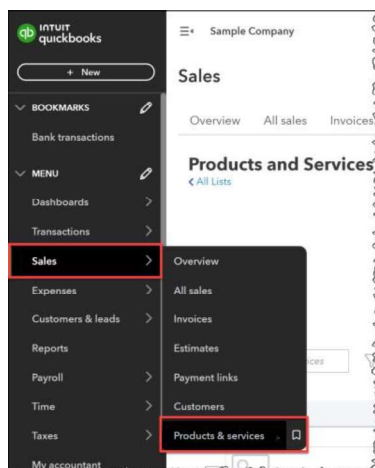 INTUIT
quickbooks
+ New
BOOKMARKS
Bank transactions
MENU
Dashboards
Transactions
Sales
Expenses
Customers & leads
Reports
Payroll
Time
Taxes
My accountant
Sample Company
Sales
Overview All sales Invoices
Products and Services
All Lists
Overview
All sales
Invoices
Estimates
Payment links
Customers
Products & services